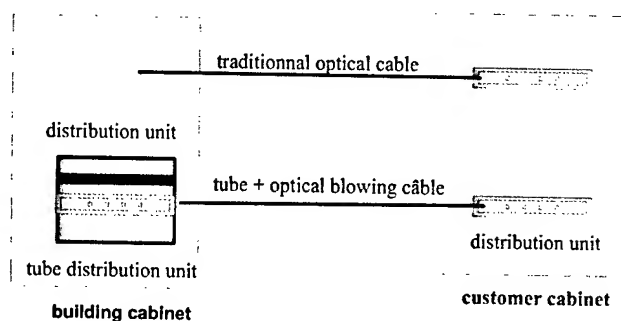 traditionnal optical cable
distribution unit
tube + optical blowing câble
distribution unit
tube distribution unit
building cabinet
customer cabinet